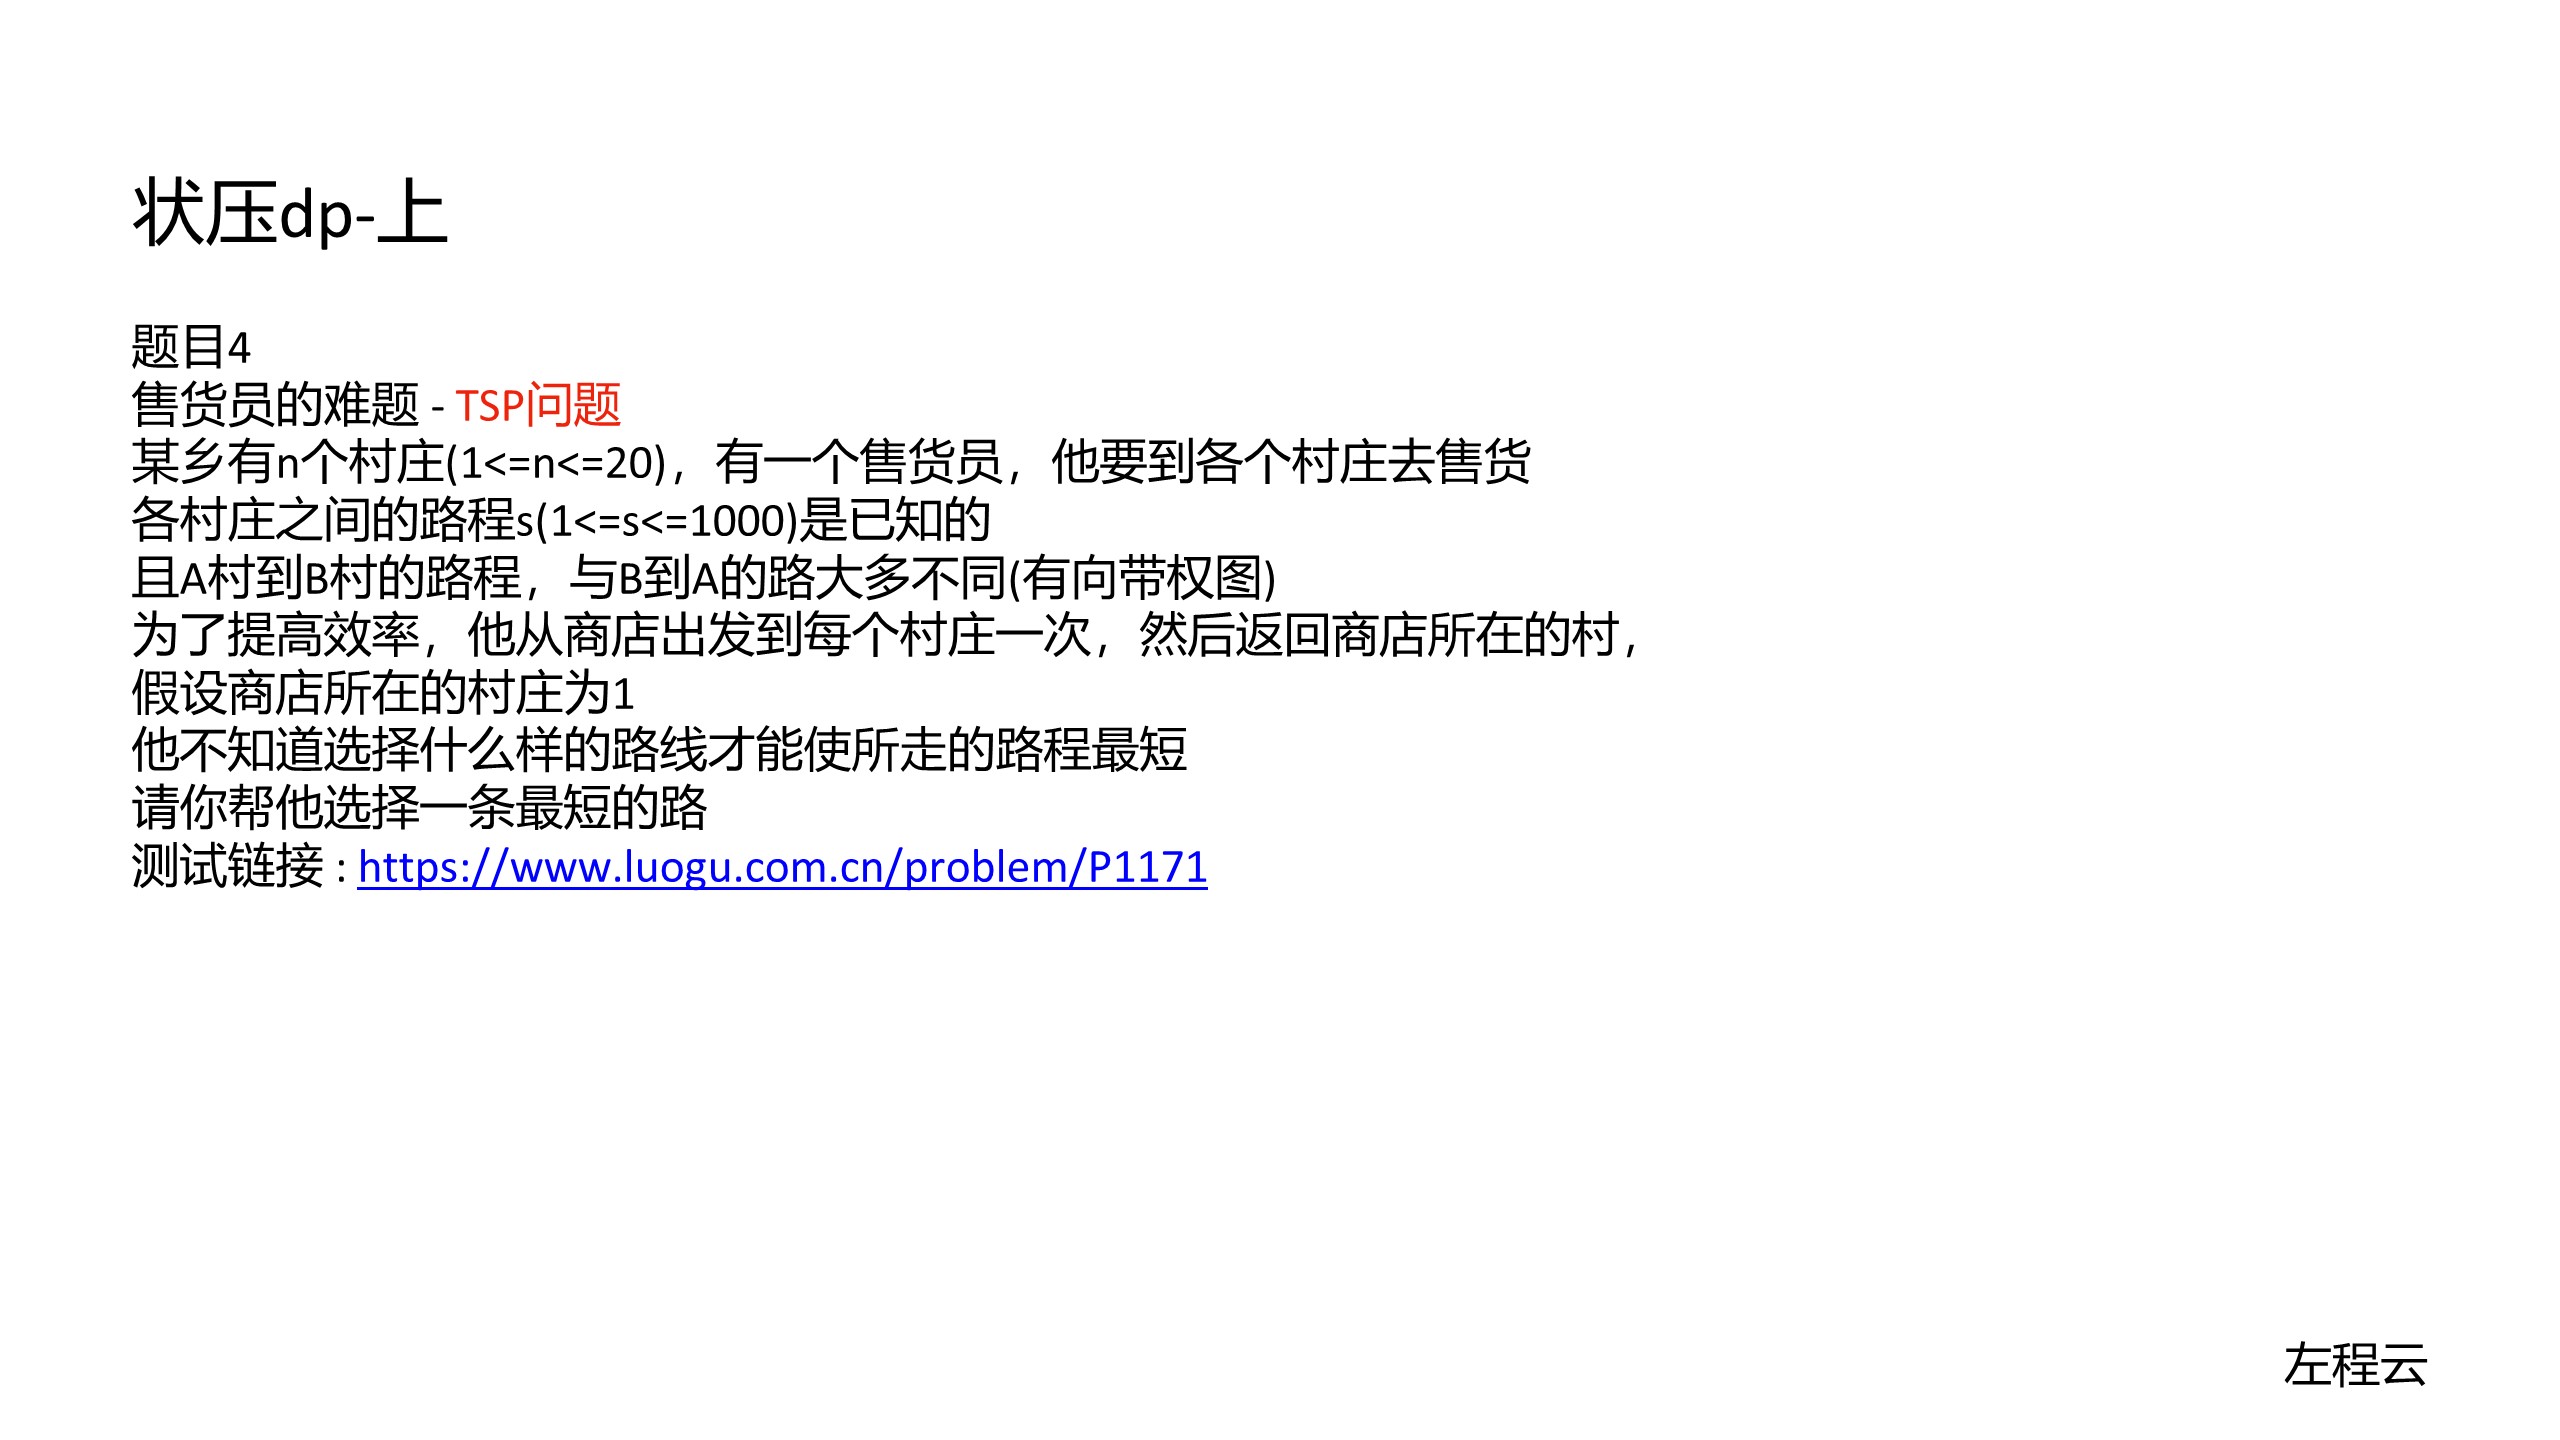 状压dp-上
题目4
售货员的难题 - TSP问题
某乡有n个村庄(1<=n<=20)，有一个售货员，他要到各个村庄去售货
各村庄之间的路程s(1<=s<=1000)是已知的
且A村到B村的路程，与B到A的路大多不同(有向带权图)
为了提高效率，他从商店出发到每个村庄一次，然后返回商店所在的村，
假设商店所在的村庄为1
他不知道选择什么样的路线才能使所走的路程最短
请你帮他选择一条最短的路
测试链接 : https://www.luogu.com.cn/problem/P1171
左程云